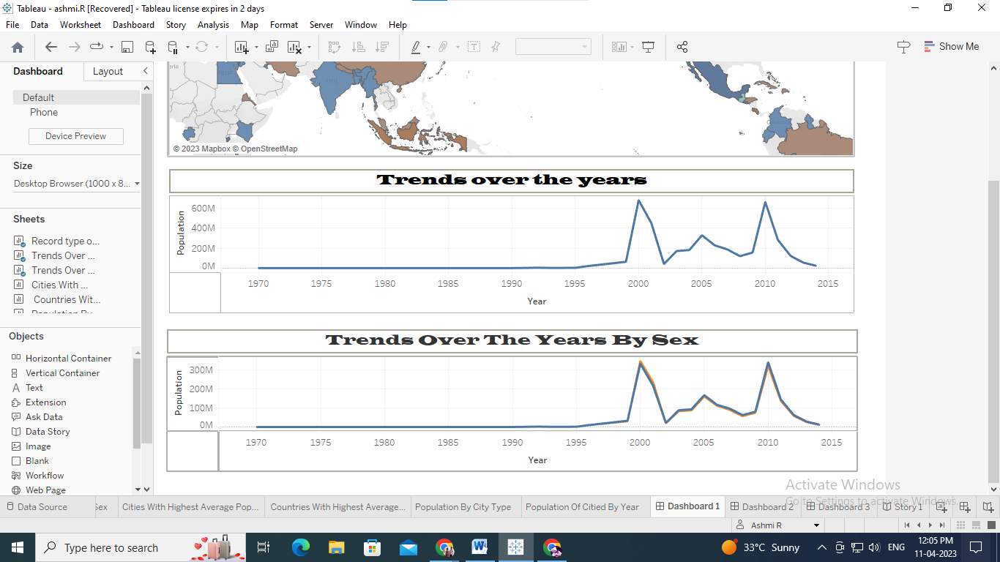 Tableau - ashmi.R [Recovered] - Tableau license expires in 2 days
File Data Worksheet Dashboard Story Analysis Map Format Server Window Help
Show Me
Dashboard Layout
Default
Phone
Device Preview
Size
Desktop Browser (1000 x 8...
Sheets
Record type o...
Trends Over ...
Trends Over ...
Cities With ...
Countries Wit...
Objects
Horizontal Container
Vertical Container
Text
Extension
Ask Data
Data Story
Image
Blank
Workflow
Web Page
© 2023 Mapbox © OpenStreetMap
Trends over the years
Population
600M
400M
200M
0M
1970 1975 1980 1985 1990 1995 2000 2005 2010 2015
Year
Trends Over The Years By Sex
Population
300M
200M
100M
0M
1970 1975 1980 1985 1990 1995 2000 2005 2010 2015
Year
Activate Windows
Go to Settings to activate Windows.
Data Source Sex Cities With Highest Average Pop... Countries With Highest Average... Population By City Type Population Of Citied By Year Dashboard 1 Dashboard 2 Dashboard 3 Story 1
Ashmi R
Type here to search
33°C Sunny ENG 12:05 PM
11-04-2023